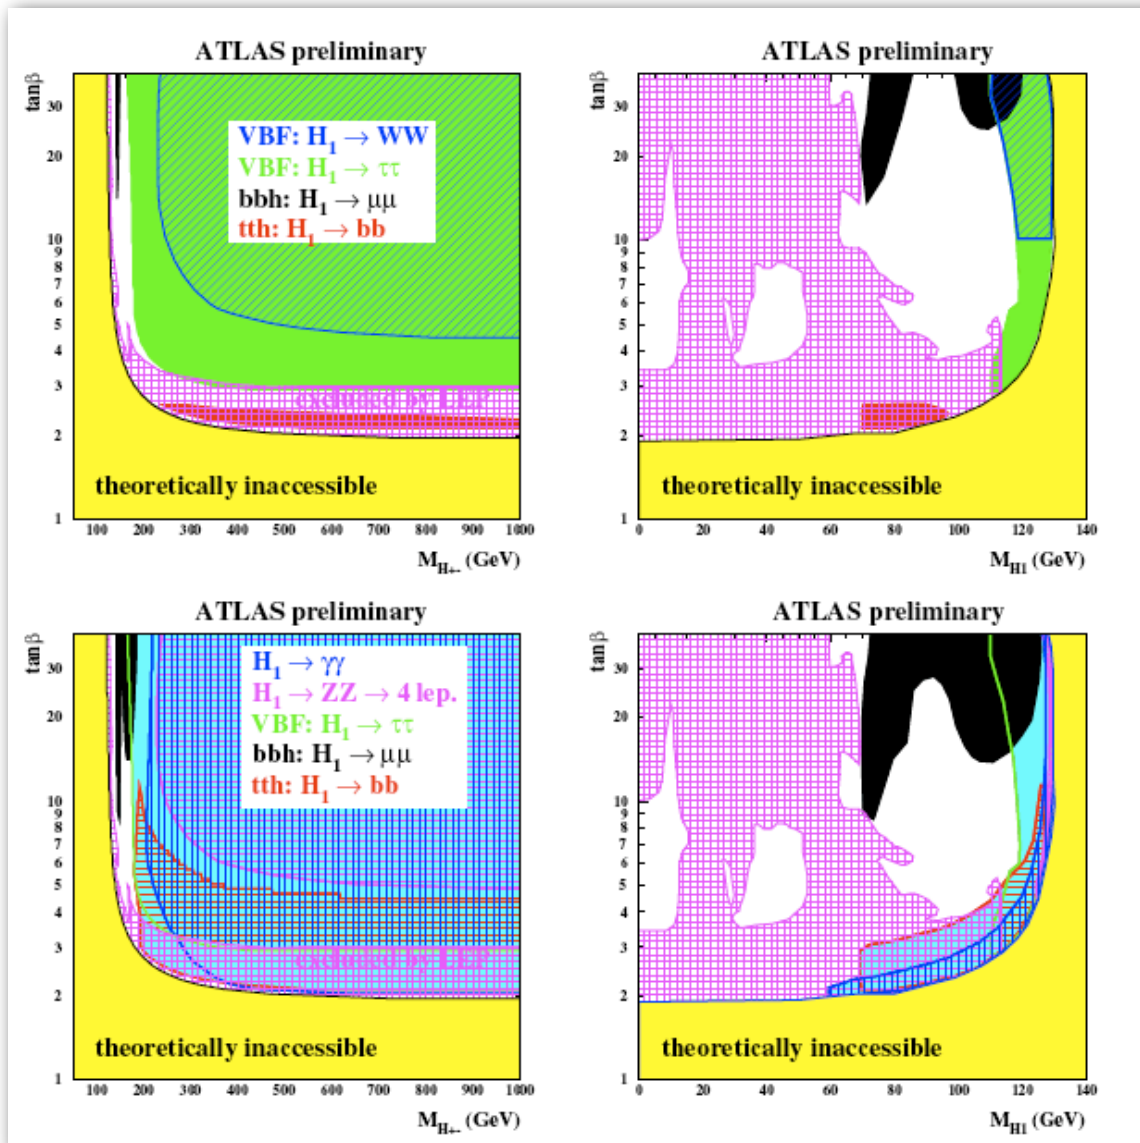 ATLAS preliminary
tanβ
30
20
10
9
8
7
6
5
4
3
2
1
VBF: H₁ → WW
VBF: H₁ → ττ
bbh: H₁ → μμ
tth: H₁ → bb
excluded by LEP
theoretically inaccessible
100 200 300 400 500 600 700 800 900 1000
M_H+- (GeV)
ATLAS preliminary
tanβ
30
20
10
9
8
7
6
5
4
3
2
1
theoretically inaccessible
0 20 40 60 80 100 120 140
M_H1 (GeV)
ATLAS preliminary
tanβ
30
20
10
9
8
7
6
5
4
3
2
1
H₁ → γγ
H₁ → ZZ → 4 lep.
VBF: H₁ → ττ
bbh: H₁ → μμ
tth: H₁ → bb
excluded by LEP
theoretically inaccessible
100 200 300 400 500 600 700 800 900 1000
M_H+- (GeV)
ATLAS preliminary
tanβ
30
20
10
9
8
7
6
5
4
3
2
1
theoretically inaccessible
0 20 40 60 80 100 120 140
M_H1 (GeV)